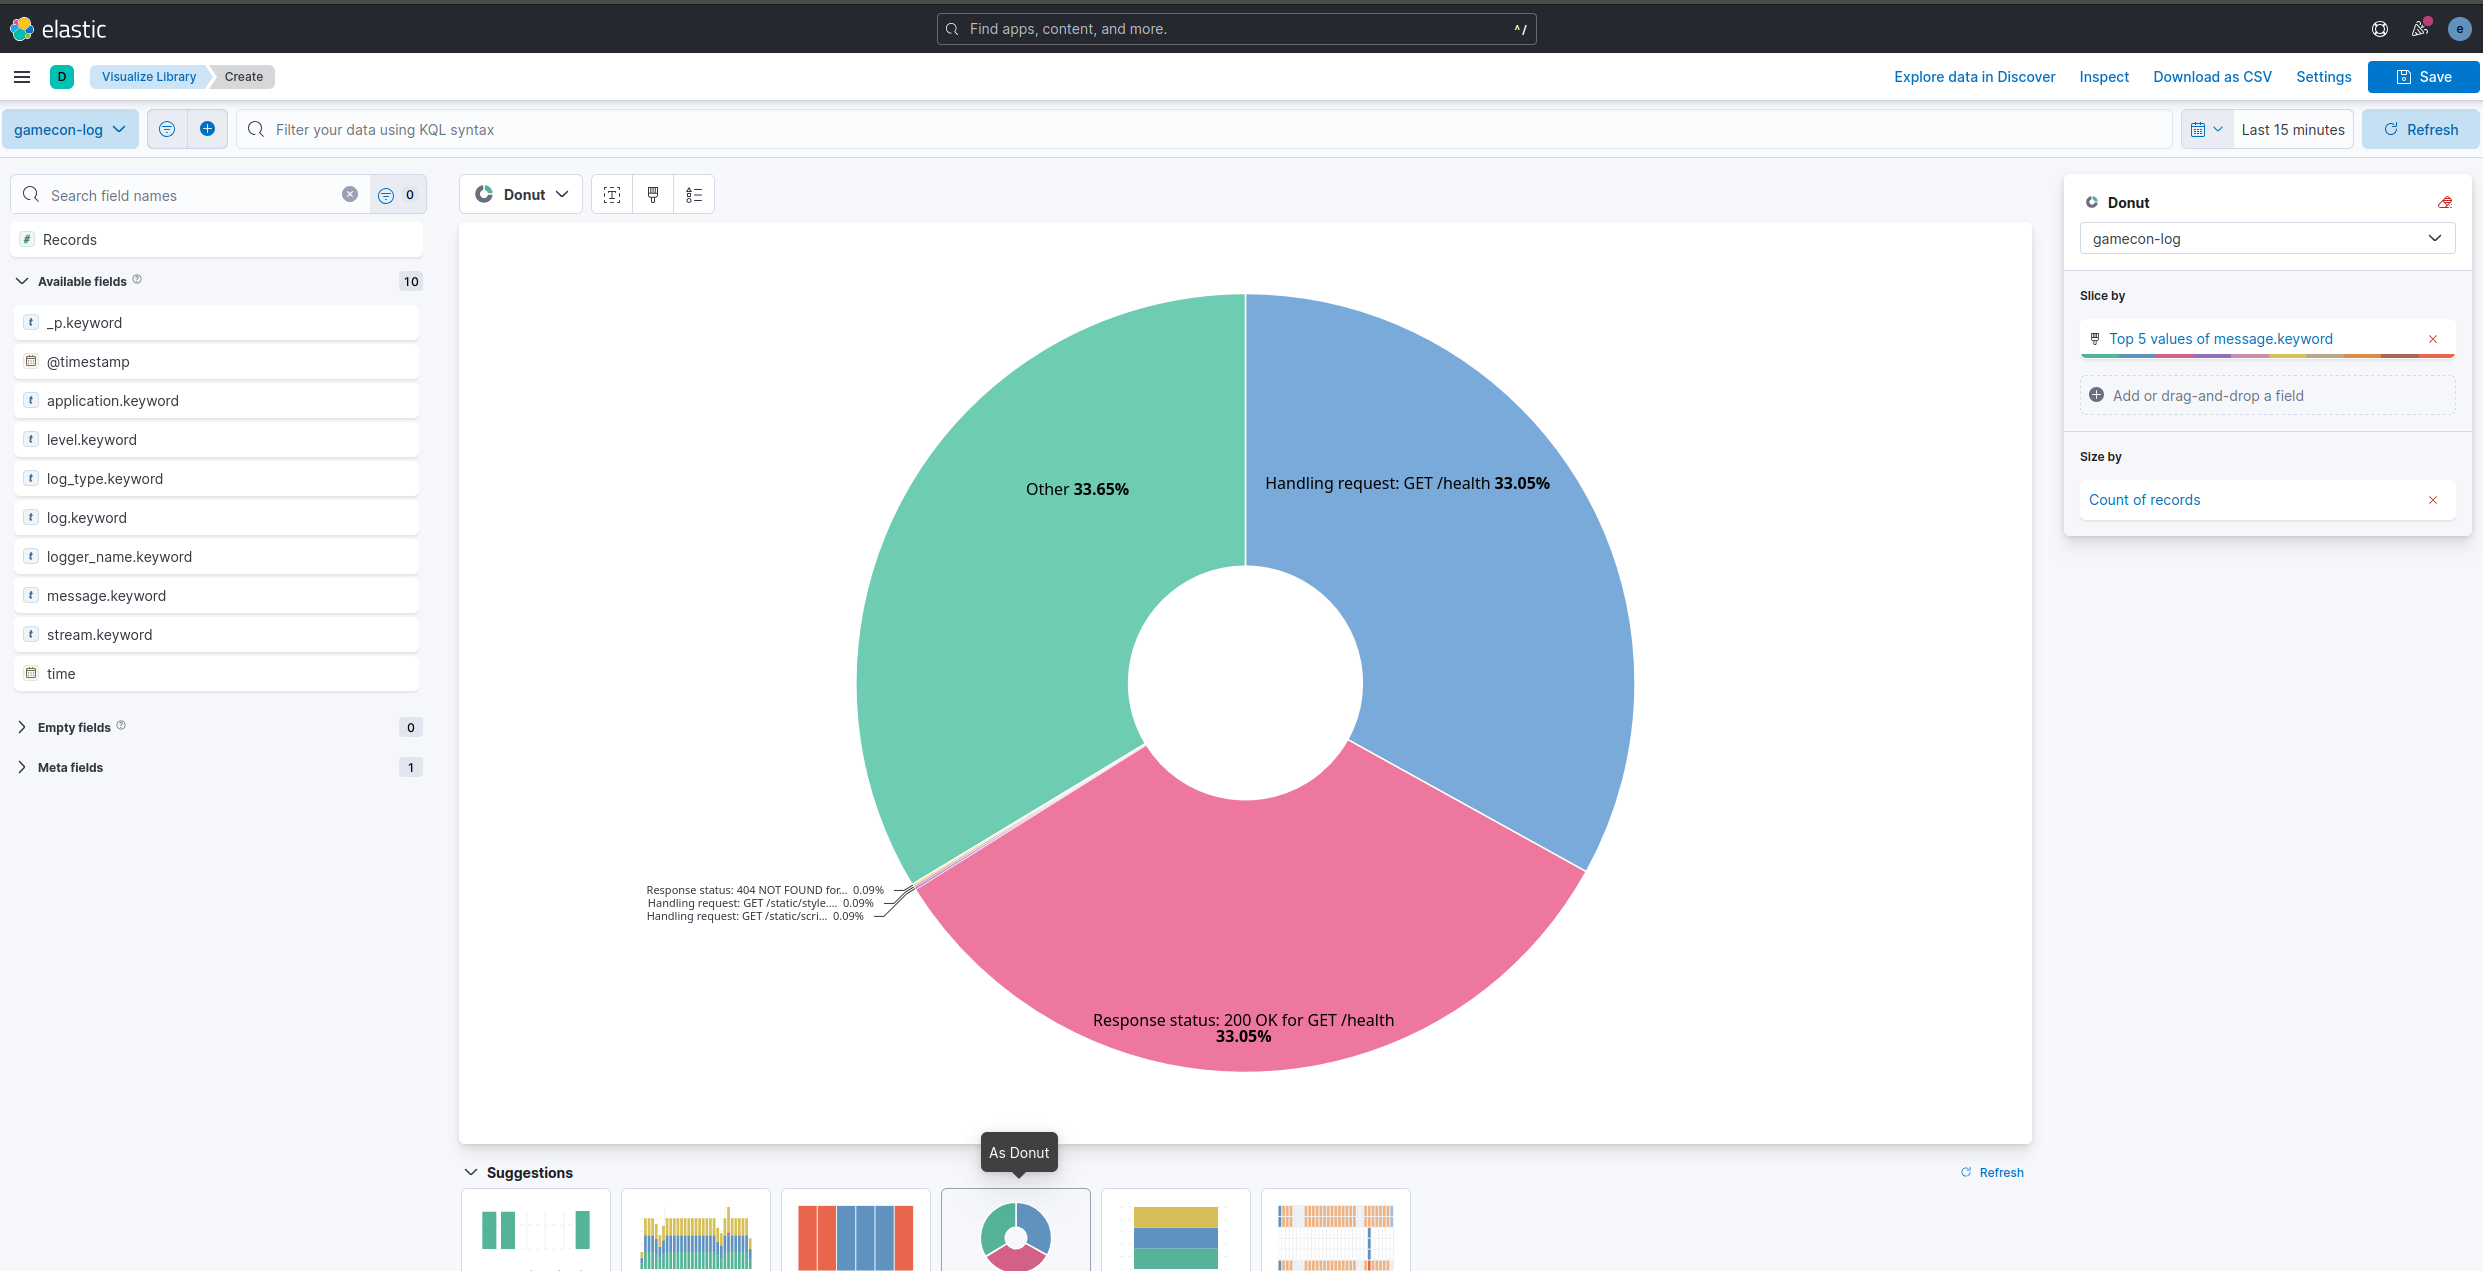 elastic
Find apps, content, and more.
^/
e
D
Visualize Library
Create
Explore data in Discover
Inspect
Download as CSV
Settings
Save
gamecon-log
Filter your data using KQL syntax
Last 15 minutes
Refresh
Search field names
0
# Records
Available fields ?
10
t _p.keyword
@timestamp
t application.keyword
t level.keyword
t log_type.keyword
t log.keyword
t logger_name.keyword
t message.keyword
t stream.keyword
time
Empty fields ?
0
Meta fields
1
Donut
Other 33.65%
Handling request: GET /health 33.05%
Response status: 404 NOT FOUND for... 0.09%
Handling request: GET /static/style.... 0.09%
Handling request: GET /static/scri... 0.09%
Response status: 200 OK for GET /health
33.05%
As Donut
Suggestions
Refresh
Donut
gamecon-log
Slice by
Top 5 values of message.keyword
Add or drag-and-drop a field
Size by
Count of records